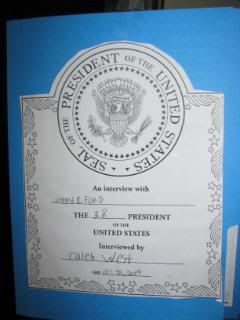 SEAL OF THE PRESIDENT OF THE UNITED STATES
An interview with
Gerald R. FORD
THE 38 PRESIDENT
OF THE
UNITED STATES
Interviewed by
Caleb West
on